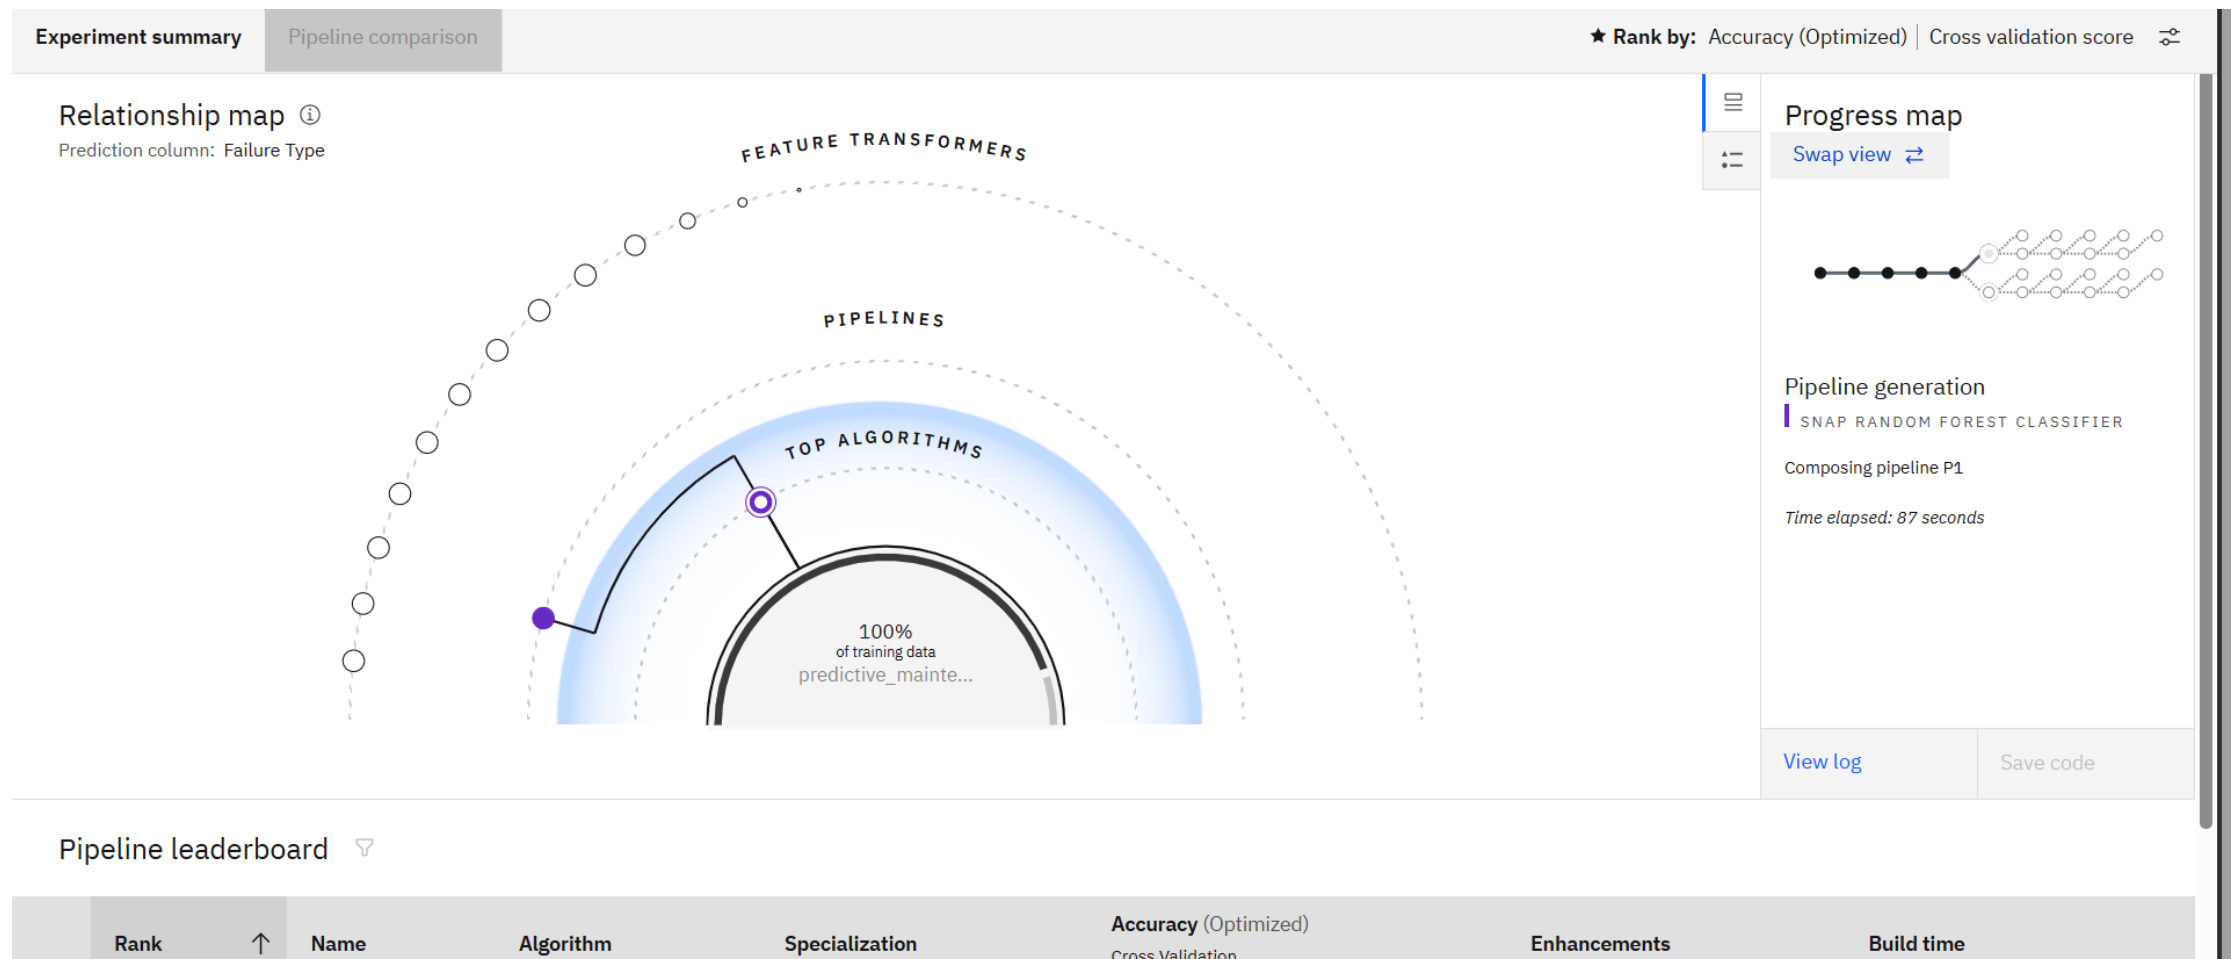 Experiment summary
Pipeline comparison
Rank by: Accuracy (Optimized) | Cross validation score
Relationship map
Prediction column: Failure Type
FEATURE TRANSFORMERS
PIPELINES
TOP ALGORITHMS
100%
of training data
predictive_mainte...
Progress map
Swap view
Pipeline generation
SNAP RANDOM FOREST CLASSIFIER
Composing pipeline P1
Time elapsed: 87 seconds
View log
Save code
Pipeline leaderboard
Rank
Name
Algorithm
Specialization
Accuracy (Optimized)
Cross Validation
Enhancements
Build time